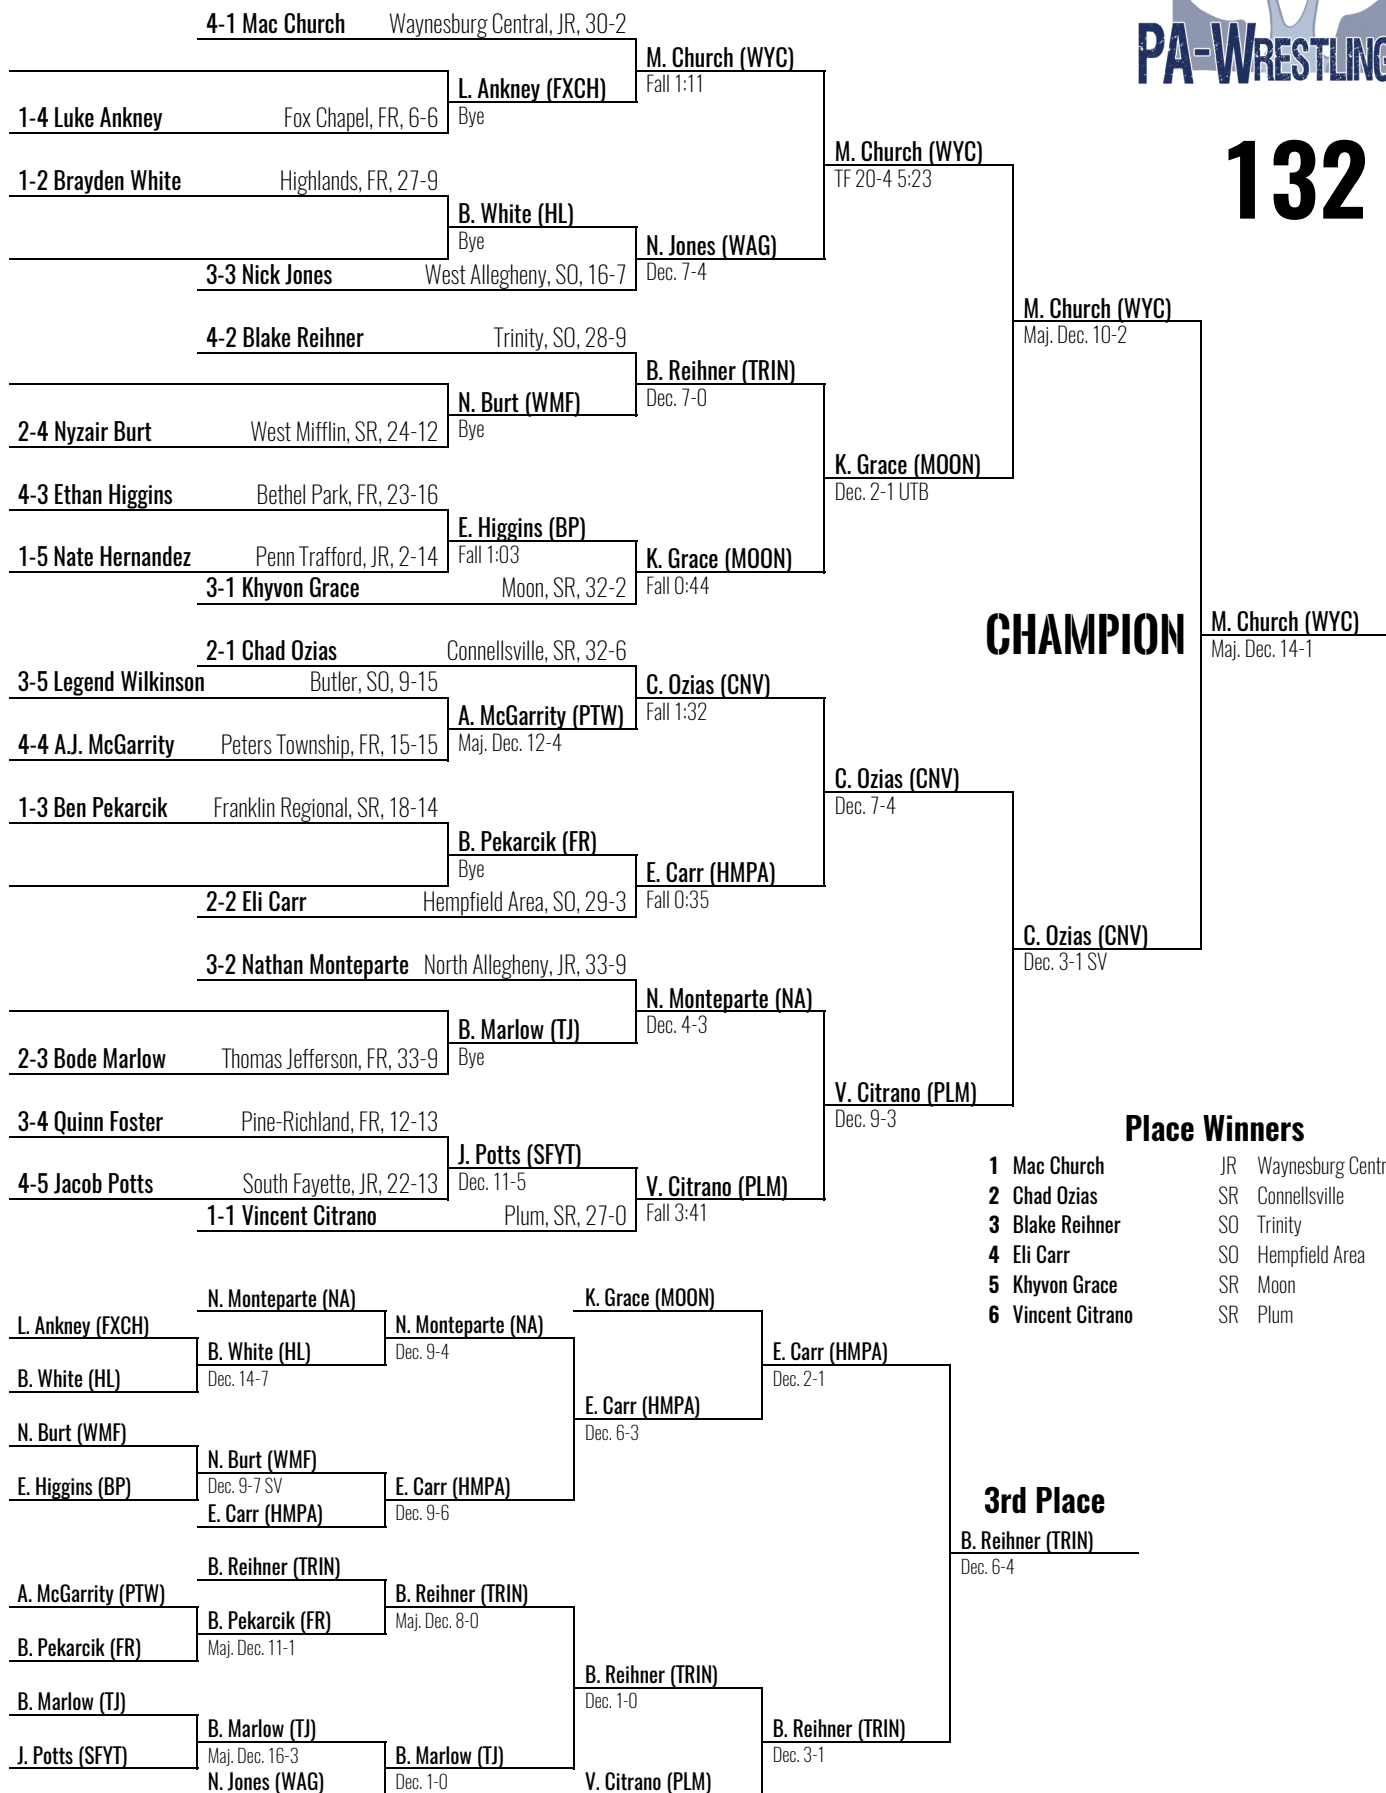 4-1 Mac Church Waynesburg Central, JR, 30-2
PA-WRESTLING
M. Church (WYC)
Fall 1:11
L. Ankney (FXCH)
Bye
1-4 Luke Ankney Fox Chapel, FR, 6-6
132
M. Church (WYC)
TF 20-4 5:23
1-2 Brayden White Highlands, FR, 27-9
B. White (HL)
Bye
N. Jones (WAG)
Dec. 7-4
3-3 Nick Jones West Allegheny, SO, 16-7
M. Church (WYC)
Maj. Dec. 10-2
4-2 Blake Reihner Trinity, SO, 28-9
B. Reihner (TRIN)
Dec. 7-0
N. Burt (WMF)
Bye
2-4 Nyzair Burt West Mifflin, SR, 24-12
K. Grace (MOON)
Dec. 2-1 UTB
4-3 Ethan Higgins Bethel Park, FR, 23-16
E. Higgins (BP)
Fall 1:03
1-5 Nate Hernandez Penn Trafford, JR, 2-14
K. Grace (MOON)
Fall 0:44
3-1 Khyvon Grace Moon, SR, 32-2
CHAMPION
M. Church (WYC)
Maj. Dec. 14-1
2-1 Chad Ozias Connellsville, SR, 32-6
3-5 Legend Wilkinson Butler, SO, 9-15
C. Ozias (CNV)
Fall 1:32
A. McGarrity (PTW)
Maj. Dec. 12-4
4-4 A.J. McGarrity Peters Township, FR, 15-15
C. Ozias (CNV)
Dec. 7-4
1-3 Ben Pekarcik Franklin Regional, SR, 18-14
B. Pekarcik (FR)
Bye
E. Carr (HMPA)
Fall 0:35
2-2 Eli Carr Hempfield Area, SO, 29-3
C. Ozias (CNV)
Dec. 3-1 SV
3-2 Nathan Monteparte North Allegheny, JR, 33-9
N. Monteparte (NA)
Dec. 4-3
B. Marlow (TJ)
Bye
2-3 Bode Marlow Thomas Jefferson, FR, 33-9
V. Citrano (PLM)
Dec. 9-3
3-4 Quinn Foster Pine-Richland, FR, 12-13
J. Potts (SFYT)
Dec. 11-5
4-5 Jacob Potts South Fayette, JR, 22-13
V. Citrano (PLM)
Fall 3:41
1-1 Vincent Citrano Plum, SR, 27-0
Place Winners
1 Mac Church JR Waynesburg Centr
2 Chad Ozias SR Connellsville
3 Blake Reihner SO Trinity
4 Eli Carr SO Hempfield Area
5 Khyvon Grace SR Moon
6 Vincent Citrano SR Plum
N. Monteparte (NA)
K. Grace (MOON)
L. Ankney (FXCH)
N. Monteparte (NA)
Dec. 9-4
B. White (HL)
Dec. 14-7
E. Carr (HMPA)
Dec. 2-1
B. White (HL)
E. Carr (HMPA)
Dec. 6-3
N. Burt (WMF)
N. Burt (WMF)
Dec. 9-7 SV
E. Higgins (BP)
E. Carr (HMPA)
Dec. 9-6
E. Carr (HMPA)
3rd Place
B. Reihner (TRIN)
Dec. 6-4
B. Reihner (TRIN)
A. McGarrity (PTW)
B. Reihner (TRIN)
Maj. Dec. 8-0
B. Pekarcik (FR)
Maj. Dec. 11-1
B. Pekarcik (FR)
B. Reihner (TRIN)
Dec. 1-0
B. Marlow (TJ)
B. Marlow (TJ)
Maj. Dec. 16-3
B. Reihner (TRIN)
Dec. 3-1
J. Potts (SFYT)
B. Marlow (TJ)
Dec. 1-0
N. Jones (WAG)
V. Citrano (PLM)